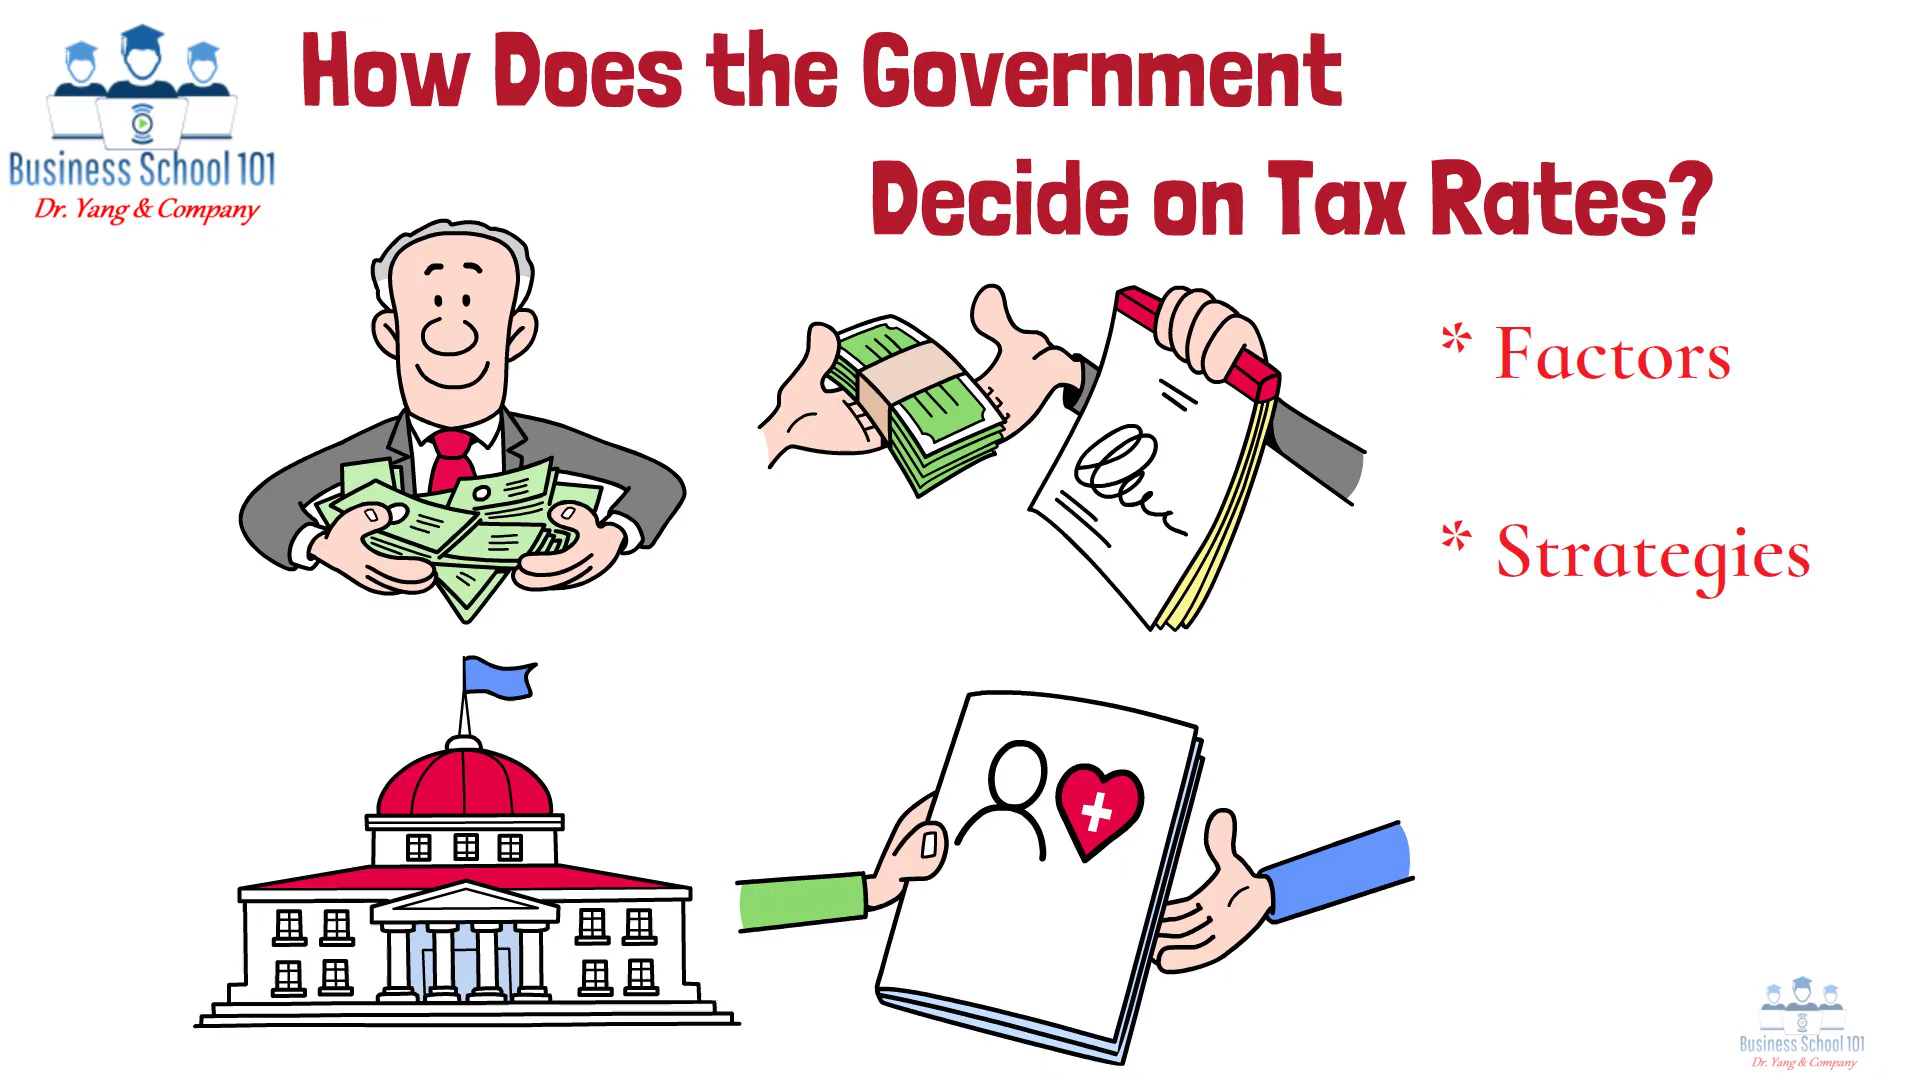 How Does the Government
Decide on Tax Rates?
Business School 101
Dr. Yang & Company
* Factors
* Strategies
Business School 101
Dr. Yang & Company